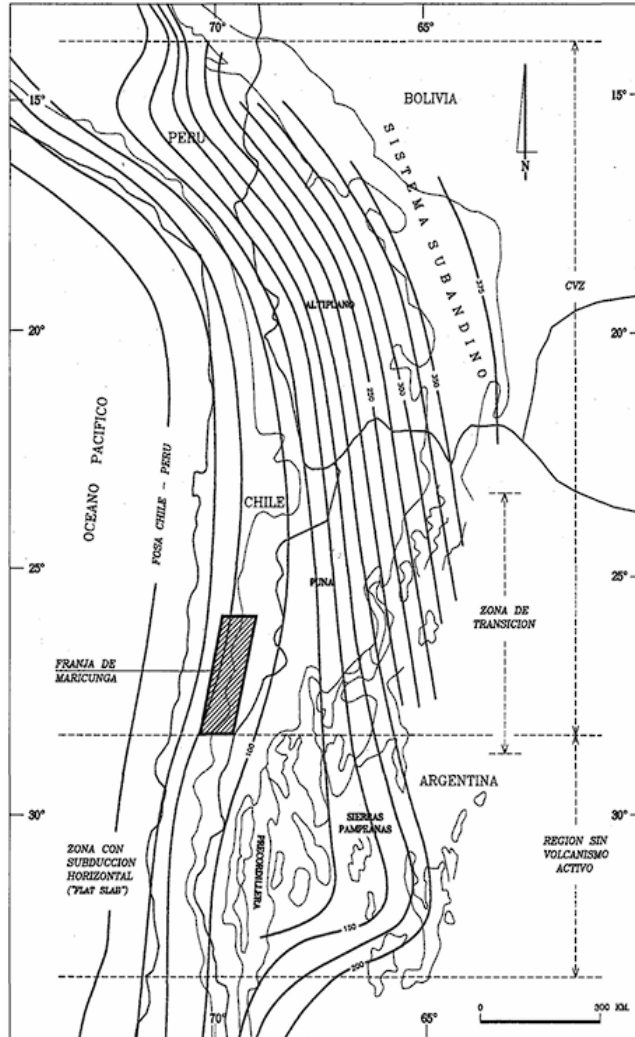 70°
65°
15°
15°
BOLIVIA
PERU
N
SISTEMA SUBANDINO
375
CVZ
ALTIPLANO
20°
20°
250
300
350
OCEANO PACIFICO
FOSA CHILE - PERU
CHILE
25°
25°
PUNA
ZONA DE
TRANSICION
FRANJA DE
MARICUNGA
100
ARGENTINA
30°
30°
SIERRAS
PAMPEANAS
PRECORDILLERA
ZONA CON
SUBDUCCION
HORIZONTAL
("FLAT SLAB")
REGION SIN
VOLCANISMO
ACTIVO
150
200
70°
65°
0
300 KM.